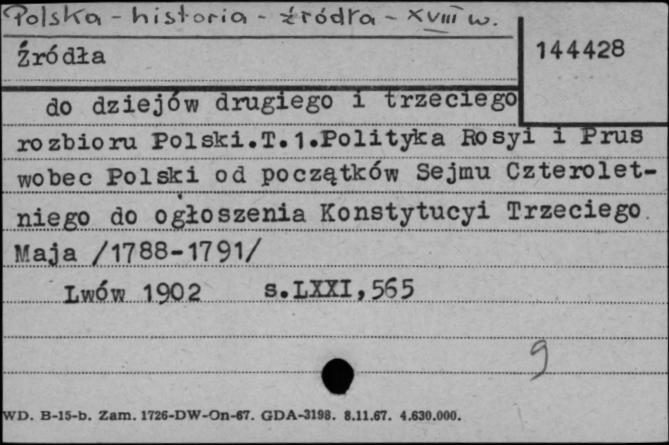 Polska - historia - źródła - XVIII w.
Źródła
144428
do dziejów drugiego i trzeciego
rozbioru Polski.T.1.Polityka Rosyi i Prus
wobec Polski od początków Sejmu Czterolet-
niego do ogłoszenia Konstytucyi Trzeciego
Maja /1788-1791/
Lwów 1902 s.LXXI,565
9
WD. B-15-b. Zam. 1726-DW-On-67. GDA-3198. 8.11.67. 4.630.000.